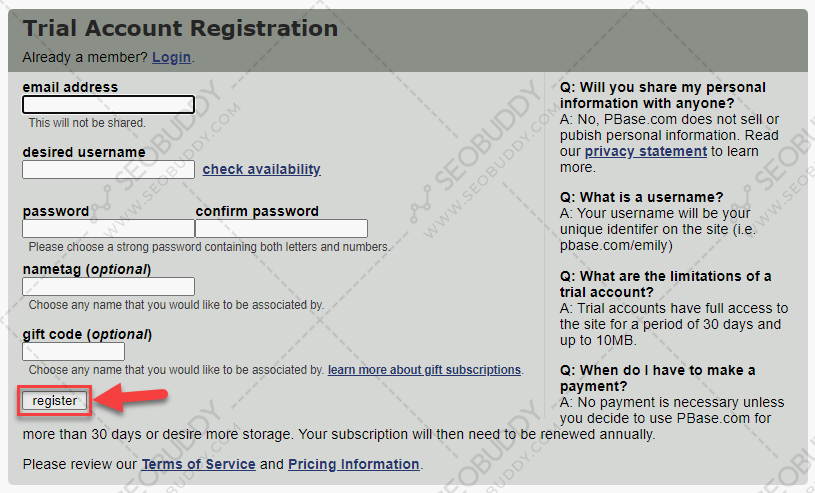 Trial Account Registration
Already a member? Login.
email address
This will not be shared.
desired username
check availability
password confirm password
Please choose a strong password containing both letters and numbers.
nametag (optional)
Choose any name that you would like to be associated by.
gift code (optional)
Choose any name that you would like to be associated by. learn more about gift subscriptions.
register
Q: Will you share my personal
information with anyone?
A: No, PBase.com does not sell or
pubish personal information. Read
our privacy statement to learn
more.
Q: What is a username?
A: Your username will be your
unique identifer on the site (i.e.
pbase.com/emily)
Q: What are the limitations of a
trial account?
A: Trial accounts have full access to
the site for a period of 30 days and
up to 10MB.
Q: When do I have to make a
payment?
A: No payment is necessary unless
you decide to use PBase.com for
more than 30 days or desire more storage. Your subscription will then need to be renewed annually.
Please review our Terms of Service and Pricing Information.
SEOBUDDY
WWW.SEOBUDDY.COM
SEOBUDDY
WWW.SEOBUDDY.COM